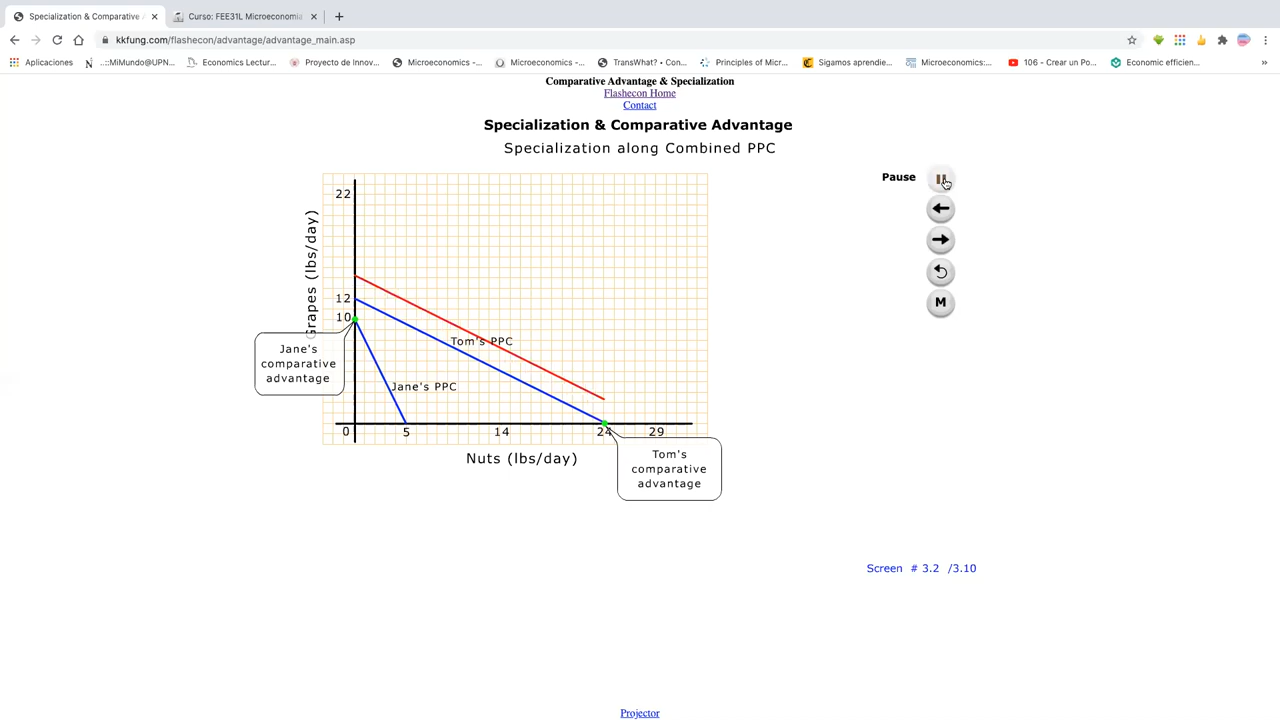 Specialization & Comparative A
Curso: FEE31L Microeconomia
kkfung.com/flashecon/advantage/advantage_main.asp
Aplicaciones
..::MiMundo@UPN...
Economics Lectur...
Proyecto de Innov...
Microeconomics -...
Microeconomics -...
TransWhat? • Con...
Principles of Micr...
Sigamos aprendie...
Microeconomics:...
106 - Crear un Po...
Economic efficien...
»
Comparative Advantage & Specialization
Flashecon Home
Contact
Specialization & Comparative Advantage
Specialization along Combined PPC
Pause
M
22
12
10
Grapes (lbs/day)
Tom's PPC
Jane's PPC
Jane's
comparative
advantage
0 5 14 24 29
Nuts (lbs/day)
Tom's
comparative
advantage
Screen # 3.2 /3.10
Projector